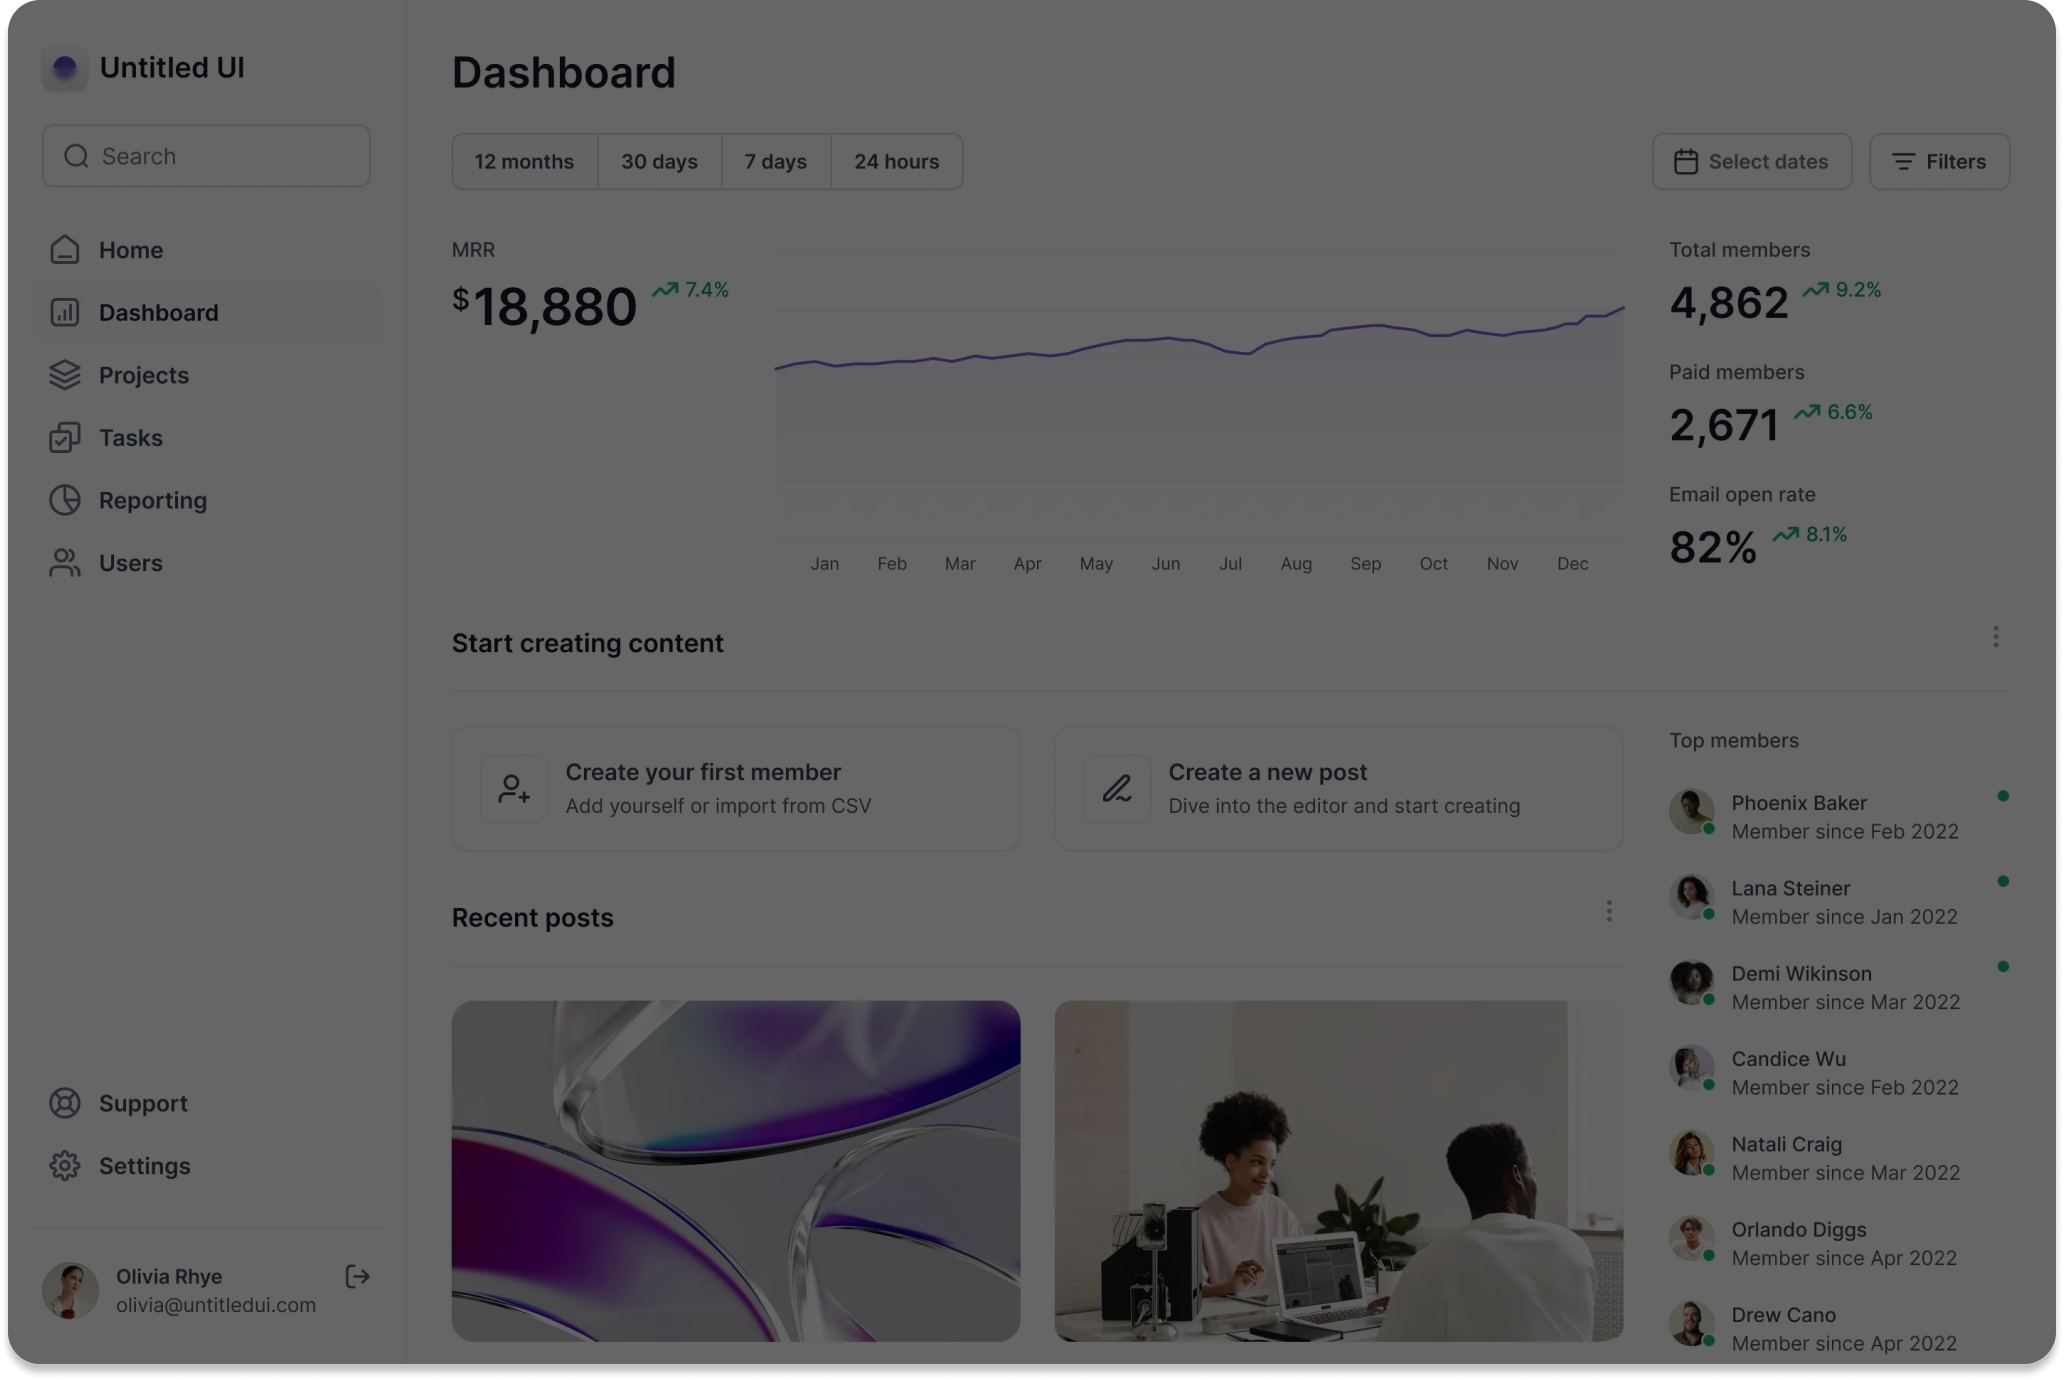 Untitled UI
Search
Home
Dashboard
Projects
Tasks
Reporting
Users
Support
Settings
Olivia Rhye
olivia@untitledui.com
Dashboard
12 months
30 days
7 days
24 hours
Select dates
Filters
MRR
$18,880
7.4%
Jan
Feb
Mar
Apr
May
Jun
Jul
Aug
Sep
Oct
Nov
Dec
Total members
4,862
9.2%
Paid members
2,671
6.6%
Email open rate
82%
8.1%
Start creating content
Create your first member
Add yourself or import from CSV
Create a new post
Dive into the editor and start creating
Recent posts
Top members
Phoenix Baker
Member since Feb 2022
Lana Steiner
Member since Jan 2022
Demi Wikinson
Member since Mar 2022
Candice Wu
Member since Feb 2022
Natali Craig
Member since Mar 2022
Orlando Diggs
Member since Apr 2022
Drew Cano
Member since Apr 2022